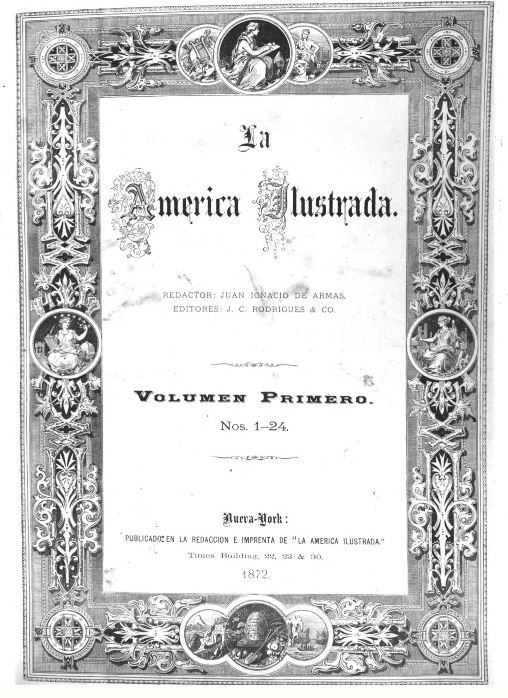 La
America Ilustrada.
REDACTOR: JUAN IGNACIO DE ARMAS.
EDITORES: J. C. RODRIGUES & CO.
VOLUMEN PRIMERO.
Nos. 1–24.
Nueva-York:
PUBLICADO: EN LA REDACCION E IMPRENTA DE "LA AMERICA ILUSTRADA."
Times Building, 22, 23 & 30.
1872.